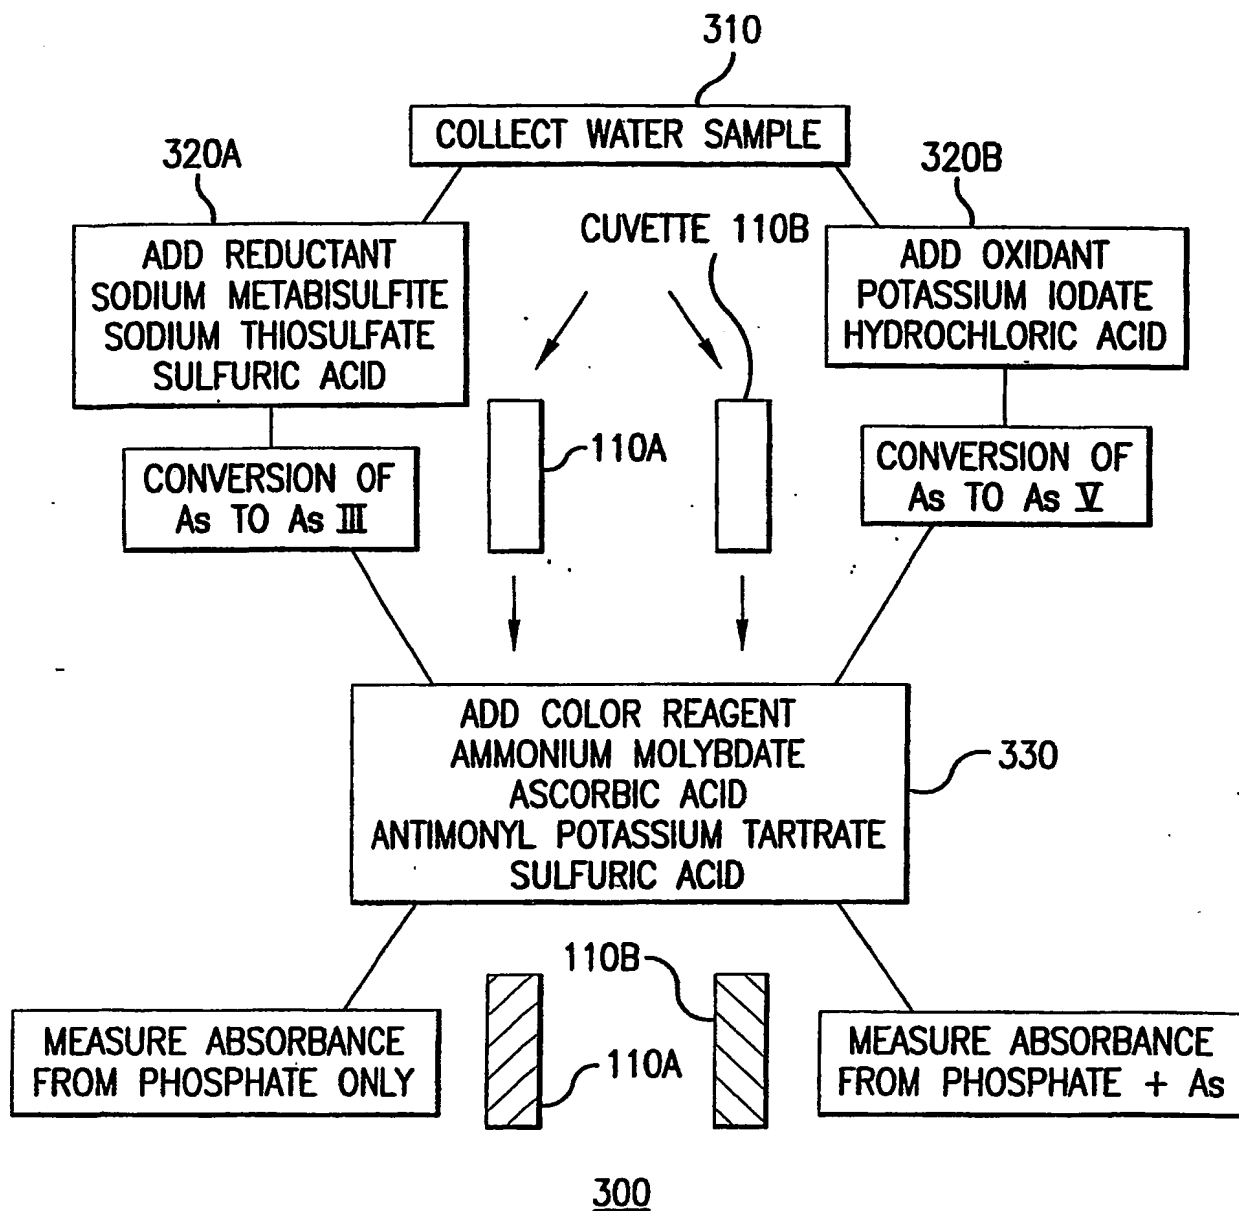 310
COLLECT WATER SAMPLE
320A
320B
ADD REDUCTANT
SODIUM METABISULFITE
SODIUM THIOSULFATE
SULFURIC ACID
CUVETTE 110B
ADD OXIDANT
POTASSIUM IODATE
HYDROCHLORIC ACID
110A
CONVERSION OF
As TO As III
CONVERSION OF
As TO As V
ADD COLOR REAGENT
AMMONIUM MOLYBDATE
ASCORBIC ACID
ANTIMONYL POTASSIUM TARTRATE
SULFURIC ACID
330
110B
MEASURE ABSORBANCE
FROM PHOSPHATE ONLY
110A
MEASURE ABSORBANCE
FROM PHOSPHATE + As
300